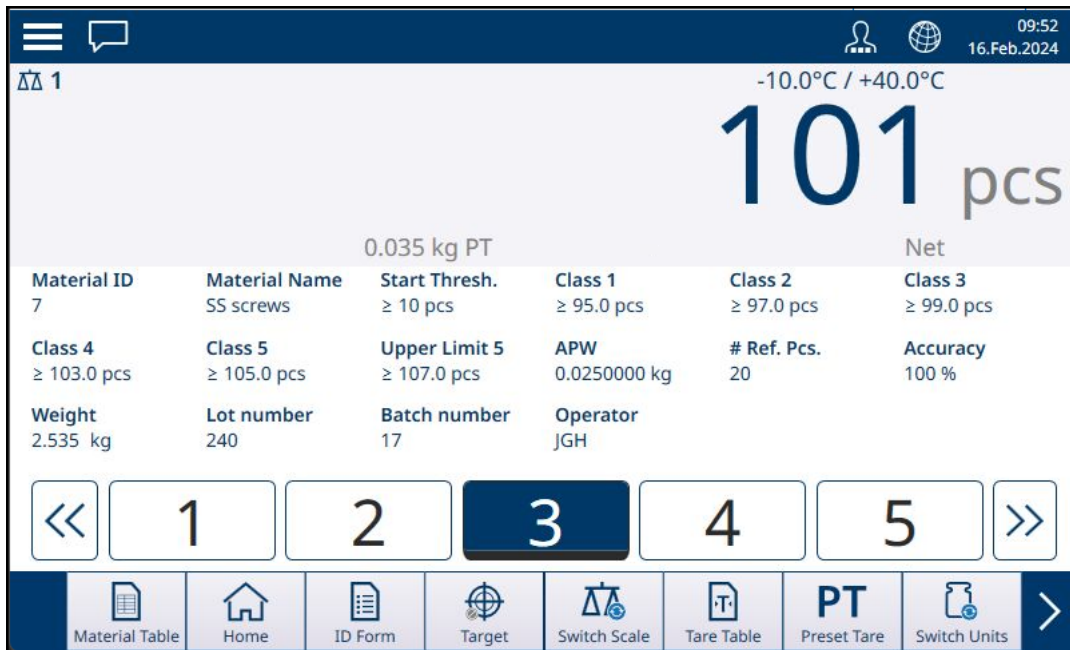 09:52
16.Feb.2024
1
-10.0°C / +40.0°C
101 pcs
0.035 kg PT Net
Material ID Material Name Start Thresh. Class 1 Class 2 Class 3
7 SS screws ≥ 10 pcs ≥ 95.0 pcs ≥ 97.0 pcs ≥ 99.0 pcs
Class 4 Class 5 Upper Limit 5 APW # Ref. Pcs. Accuracy
≥ 103.0 pcs ≥ 105.0 pcs ≥ 107.0 pcs 0.0250000 kg 20 100 %
Weight Lot number Batch number Operator
2.535 kg 240 17 JGH
1 2 3 4 5
T PT
Material Table Home ID Form Target Switch Scale Tare Table Preset Tare Switch Units